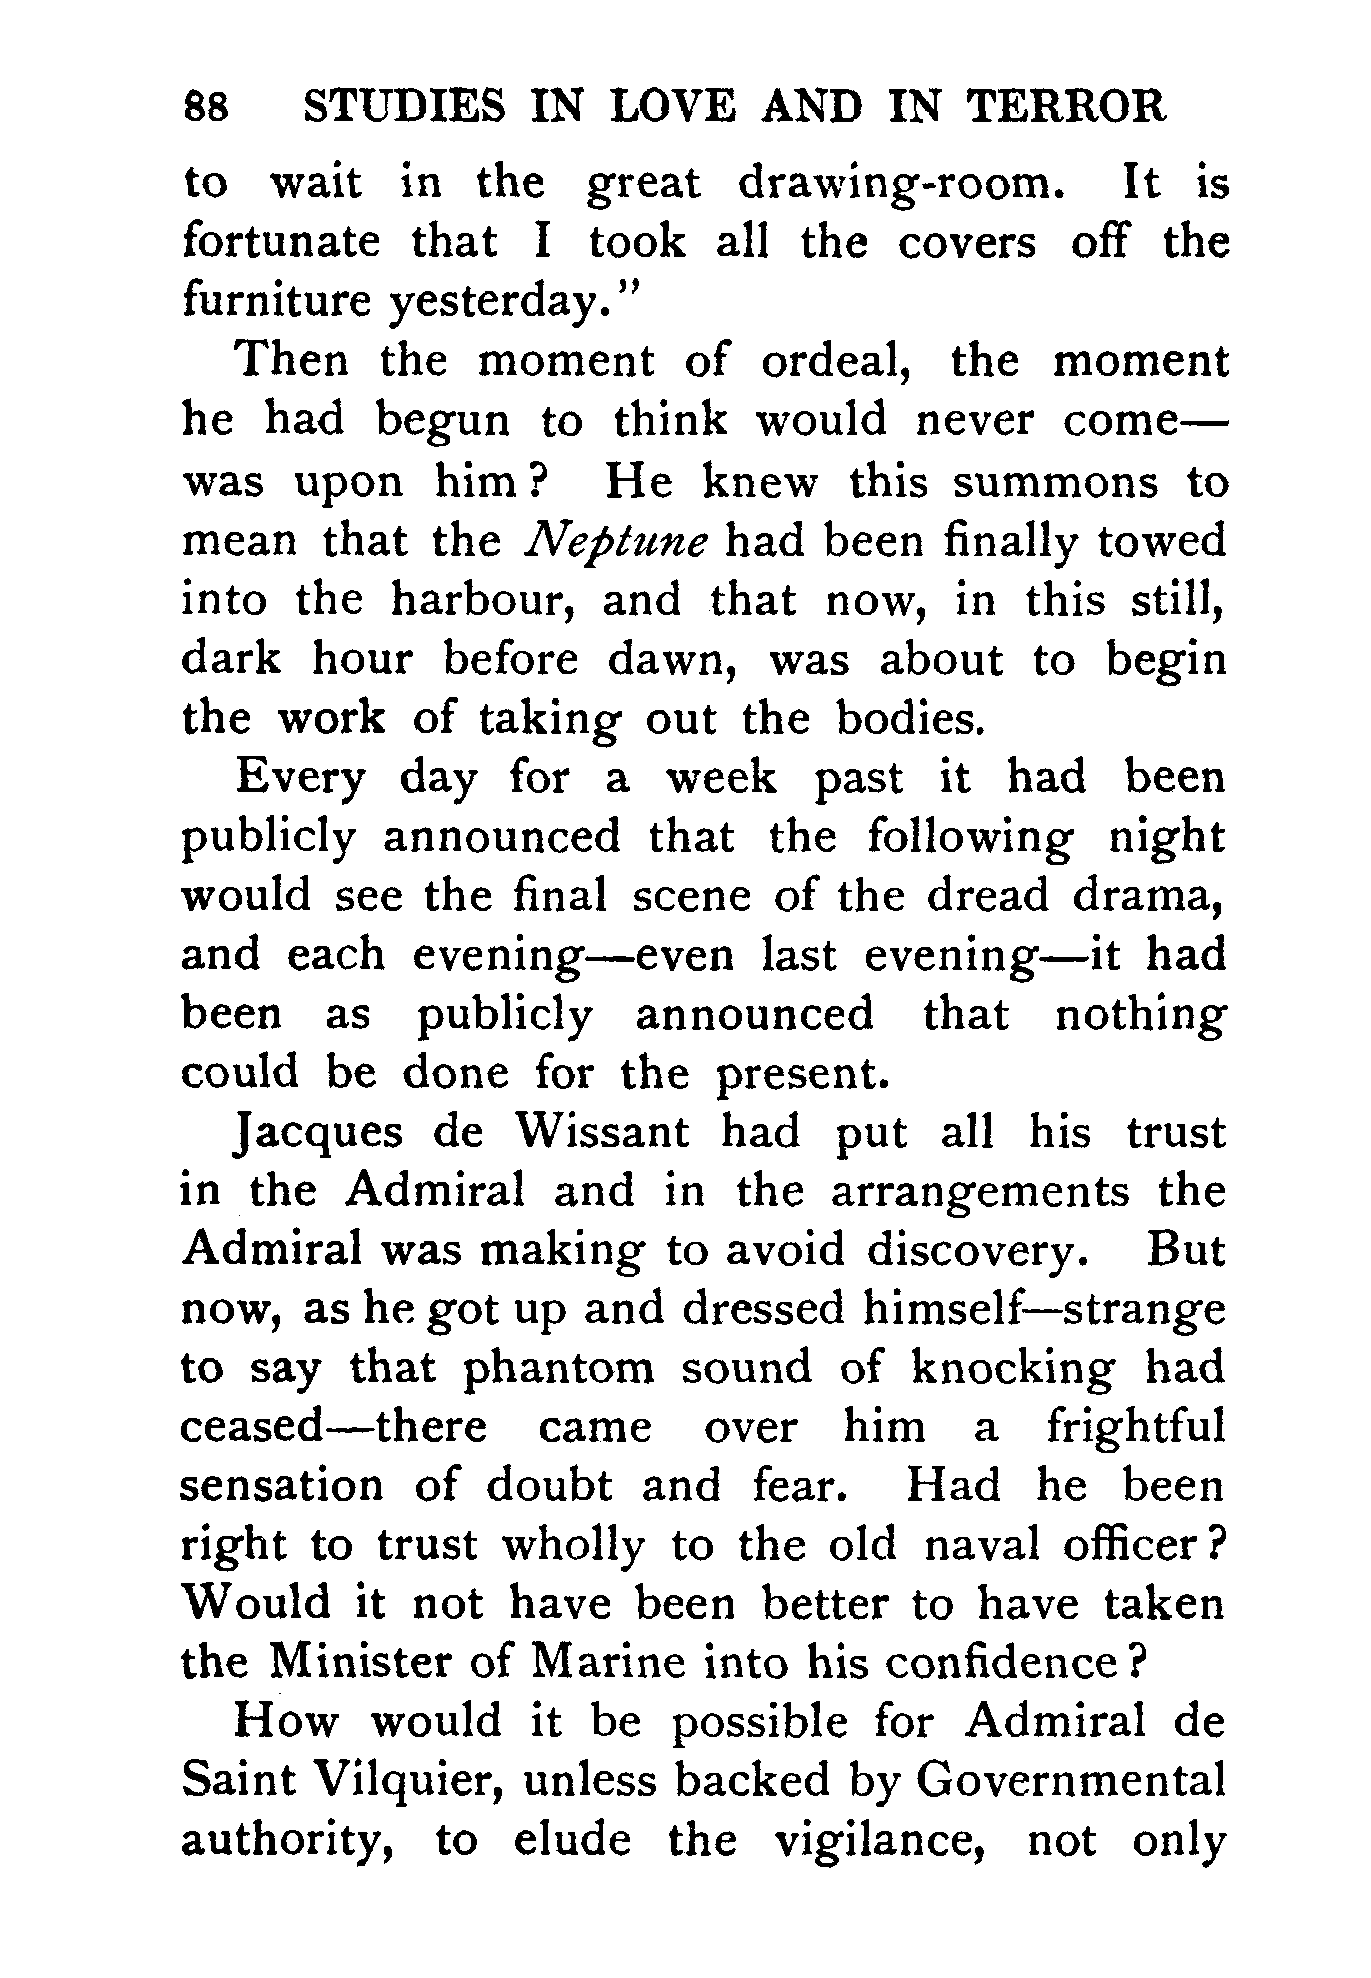 88 STUDIES IN LOVE AND IN TERROR
to wait in the great drawing-room. It is
fortunate that I took all the covers off the
furniture yesterday."
Then the moment of ordeal, the moment
he had begun to think would never come—
was upon him? He knew this summons to
mean that the Neptune had been finally towed
into the harbour, and that now, in this still,
dark hour before dawn, was about to begin
the work of taking out the bodies.
Every day for a week past it had been
publicly announced that the following night
would see the final scene of the dread drama,
and each evening—even last evening—it had
been as publicly announced that nothing
could be done for the present.
Jacques de Wissant had put all his trust
in the Admiral and in the arrangements the
Admiral was making to avoid discovery. But
now, as he got up and dressed himself—strange
to say that phantom sound of knocking had
ceased—there came over him a frightful
sensation of doubt and fear. Had he been
right to trust wholly to the old naval officer?
Would it not have been better to have taken
the Minister of Marine into his confidence?
How would it be possible for Admiral de
Saint Vilquier, unless backed by Governmental
authority, to elude the vigilance, not only